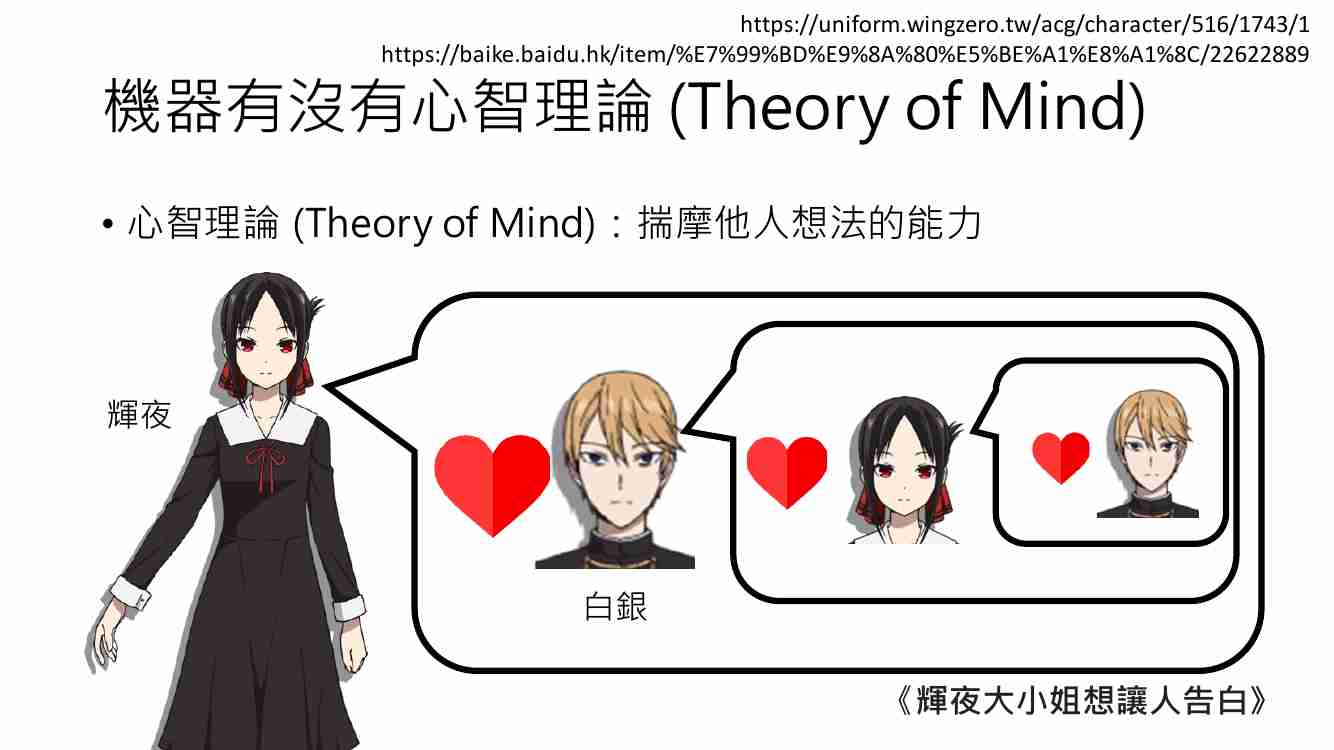 https://uniform.wingzero.tw/acg/character/516/1743/1
https://baike.baidu.hk/item/%E7%99%BD%E9%8A%80%E5%BE%A1%E8%A1%8C/22622889
機器有沒有心智理論 (Theory of Mind)
• 心智理論 (Theory of Mind)：揣摩他人想法的能力
輝夜
白銀
《輝夜大小姐想讓人告白》